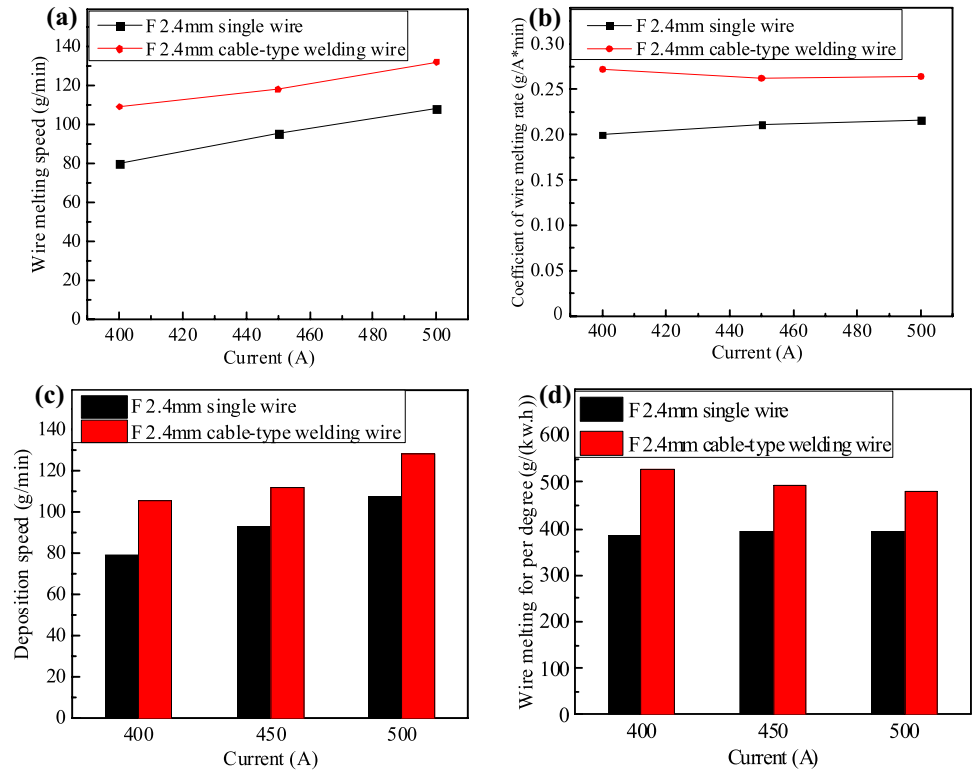 (a)
F 2.4mm single wire
F 2.4mm cable-type welding wire
Wire melting speed (g/min)
140
120
100
80
60
40
20
0
400 420 440 460 480 500
Current (A)
(b)
F 2.4mm single wire
F 2.4mm cable-type welding wire
Coefficient of wire melting rate (g/A*min)
0.30
0.25
0.20
0.15
0.10
0.05
0.00
400 420 440 460 480 500
Current (A)
(c)
F 2.4mm single wire
F 2.4mm cable-type welding wire
Deposition speed (g/min)
140
120
100
80
60
40
20
0
400 450 500
Current (A)
(d)
F 2.4mm single wire
F 2.4mm cable-type welding wire
Wire melting for per degree (g/(kw.h))
600
500
400
300
200
100
0
400 450 500
Current (A)